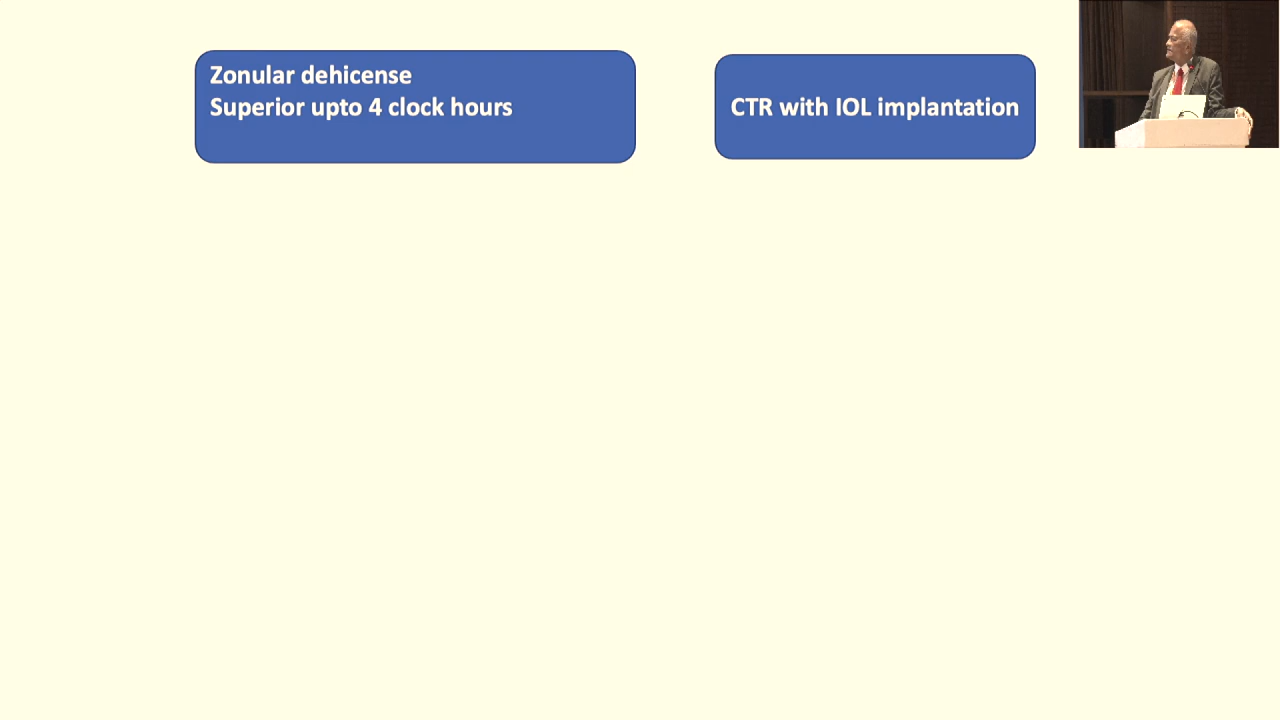 Zonular dehicense
Superior upto 4 clock hours
CTR with IOL implantation